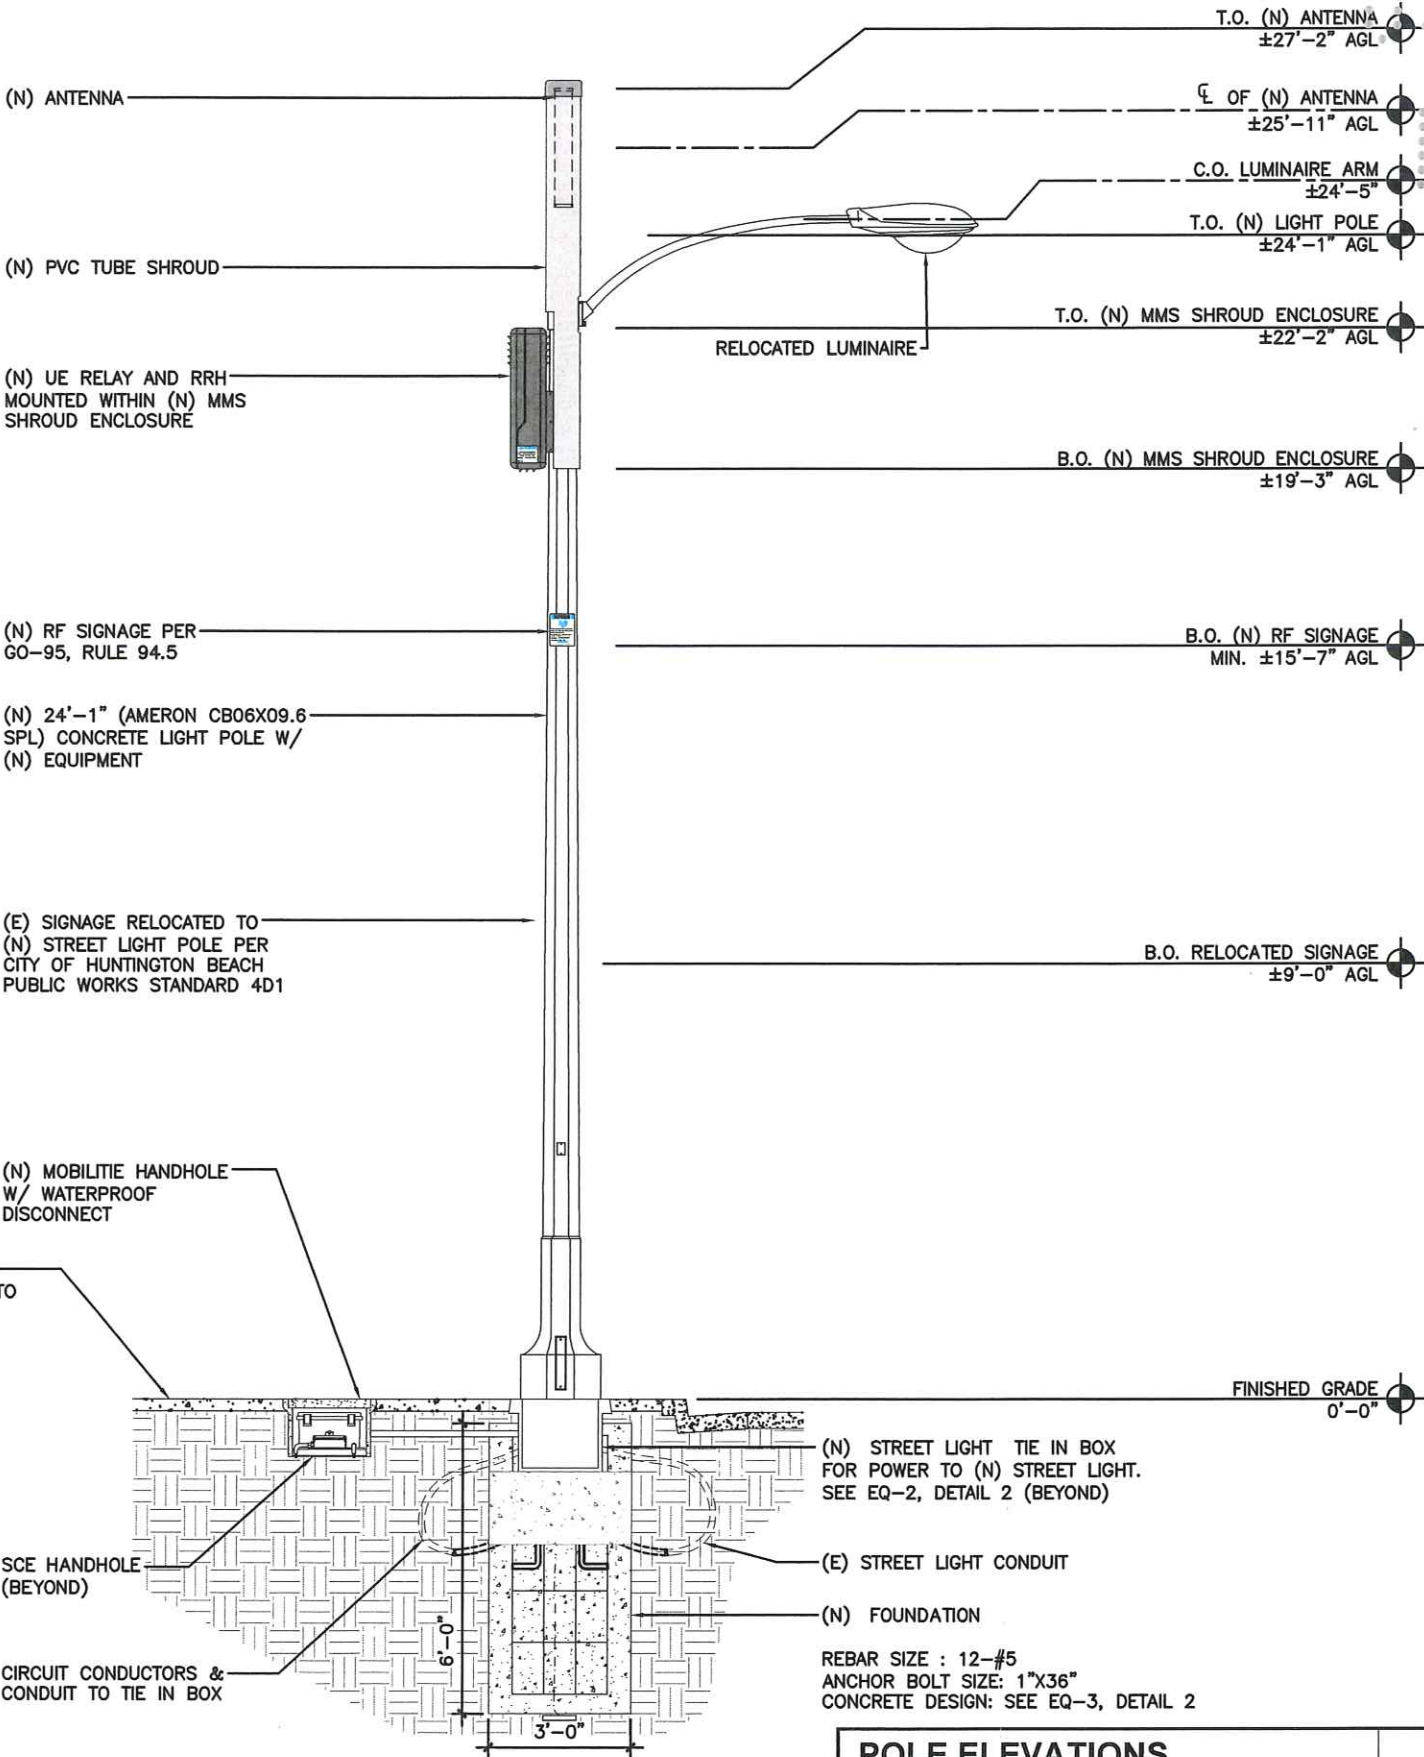 T.O. (N) ANTENNA
±27'-2" AGL
(N) ANTENNA
℄ OF (N) ANTENNA
±25'-11" AGL
C.O. LUMINAIRE ARM
±24'-5"
T.O. (N) LIGHT POLE
±24'-1" AGL
(N) PVC TUBE SHROUD
T.O. (N) MMS SHROUD ENCLOSURE
±22'-2" AGL
RELOCATED LUMINAIRE
(N) UE RELAY AND RRH
MOUNTED WITHIN (N) MMS
SHROUD ENCLOSURE
B.O. (N) MMS SHROUD ENCLOSURE
±19'-3" AGL
(N) RF SIGNAGE PER
GO-95, RULE 94.5
B.O. (N) RF SIGNAGE
MIN. ±15'-7" AGL
(N) 24'-1" (AMERON CB06X09.6
SPL) CONCRETE LIGHT POLE W/
(N) EQUIPMENT
(E) SIGNAGE RELOCATED TO
(N) STREET LIGHT POLE PER
CITY OF HUNTINGTON BEACH
PUBLIC WORKS STANDARD 4D1
B.O. RELOCATED SIGNAGE
±9'-0" AGL
(N) MOBILITIE HANDHOLE
W/ WATERPROOF
DISCONNECT
TO
FINISHED GRADE
0'-0"
(N) STREET LIGHT TIE IN BOX
FOR POWER TO (N) STREET LIGHT.
SEE EQ-2, DETAIL 2 (BEYOND)
SCE HANDHOLE
(BEYOND)
(E) STREET LIGHT CONDUIT
(N) FOUNDATION
6'-0"
REBAR SIZE : 12-#5
ANCHOR BOLT SIZE: 1"X36"
CONCRETE DESIGN: SEE EQ-3, DETAIL 2
CIRCUIT CONDUCTORS &
CONDUIT TO TIE IN BOX
3'-0"
POLE ELEVATIONS